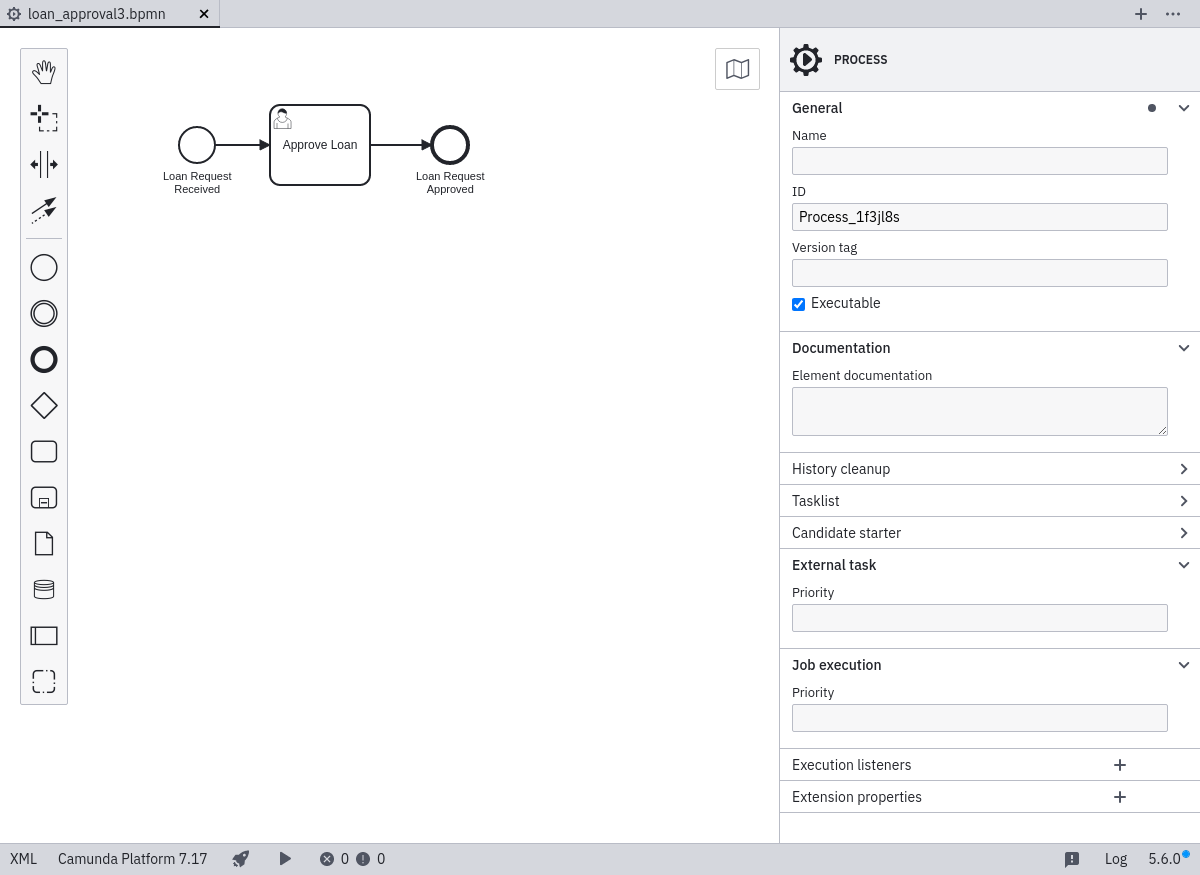 loan_approval3.bpmn
Loan Request
Received
Approve Loan
Loan Request
Approved
PROCESS
General
Name
ID
Process_1f3jl8s
Version tag
Executable
Documentation
Element documentation
History cleanup
Tasklist
Candidate starter
External task
Priority
Job execution
Priority
Execution listeners
Extension properties
XML Camunda Platform 7.17 0 0 Log 5.6.0